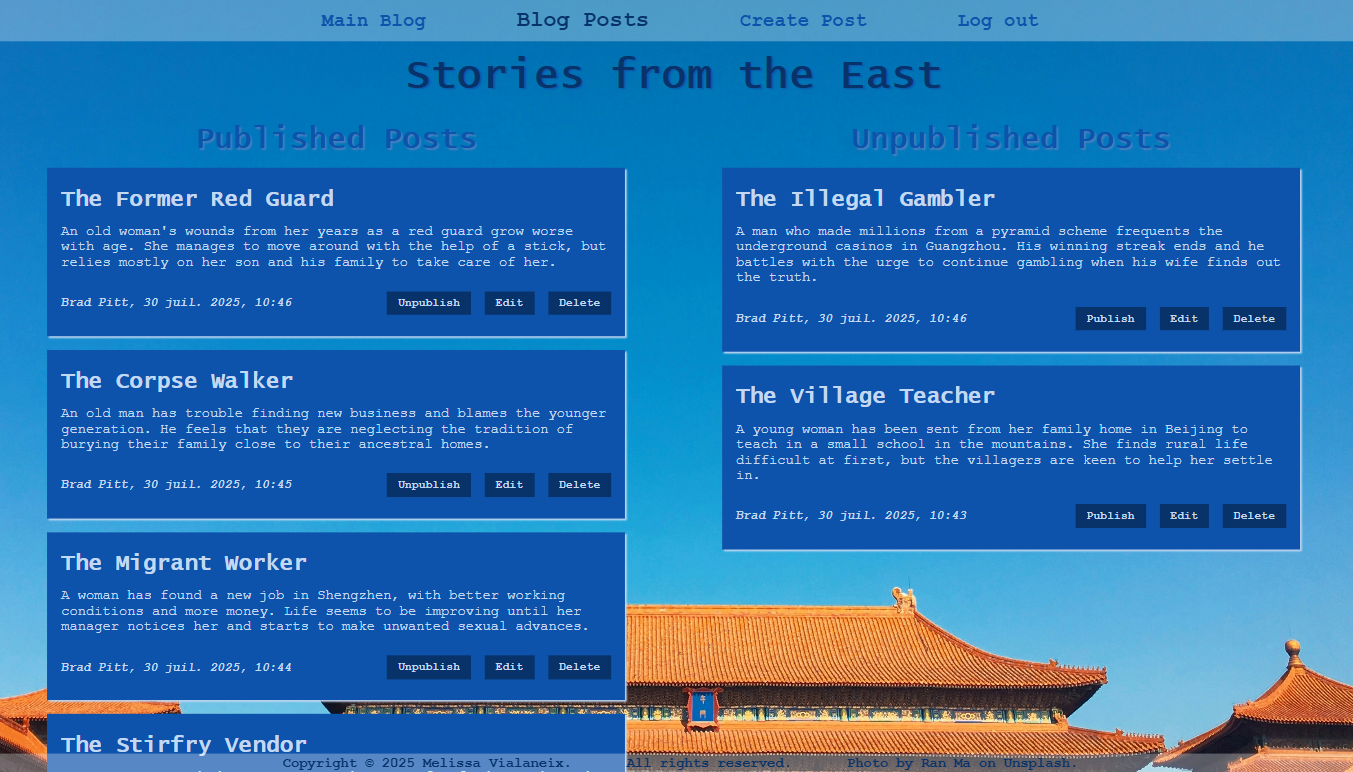 Main Blog Blog Posts Create Post Log out
Stories from the East
Published Posts
The Former Red Guard
An old woman's wounds from her years as a red guard grow worse
with age. She manages to move around with the help of a stick, but
relies mostly on her son and his family to take care of her.
Brad Pitt, 30 juil. 2025, 10:46 Unpublish Edit Delete
The Corpse Walker
An old man has trouble finding new business and blames the younger
generation. He feels that they are neglecting the tradition of
burying their family close to their ancestral homes.
Brad Pitt, 30 juil. 2025, 10:45 Unpublish Edit Delete
The Migrant Worker
A woman has found a new job in Shengzhen, with better working
conditions and more money. Life seems to be improving until her
manager notices her and starts to make unwanted sexual advances.
Brad Pitt, 30 juil. 2025, 10:44 Unpublish Edit Delete
The Stirfry Vendor
Unpublished Posts
The Illegal Gambler
A man who made millions from a pyramid scheme frequents the
underground casinos in Guangzhou. His winning streak ends and he
battles with the urge to continue gambling when his wife finds out
the truth.
Brad Pitt, 30 juil. 2025, 10:46 Publish Edit Delete
The Village Teacher
A young woman has been sent from her family home in Beijing to
teach in a small school in the mountains. She finds rural life
difficult at first, but the villagers are keen to help her settle
in.
Brad Pitt, 30 juil. 2025, 10:43 Publish Edit Delete
Copyright © 2025 Melissa Vialaneix. All rights reserved. Photo by Ran Ma on Unsplash.